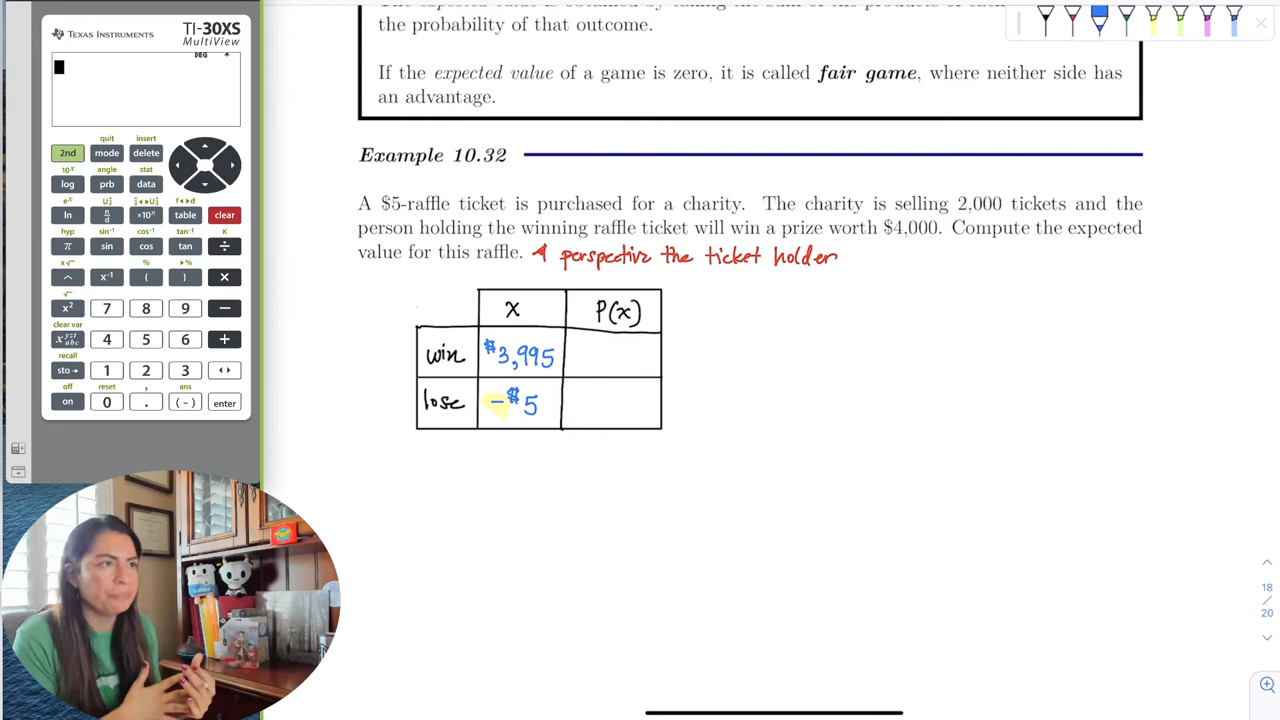 TEXAS INSTRUMENTS TI-30XS
MultiView
DEG
quit insert
2nd mode delete
10ˣ angle stat
log prb data
eˣ
ln n/d ×10ⁿ table clear
hyp sin⁻¹ cos⁻¹ tan⁻¹ K
π sin cos tan ÷
% ▸%
^ x⁻¹ ( ) ×
√
x² 7 8 9 −
clear var reset
4 5 6 +
recall
sto→ 1 2 3
off reset , ans
on 0 . (-) enter
the probability of that outcome.
If the expected value of a game is zero, it is called fair game, where neither side has
an advantage.
Example 10.32
A $5-raffle ticket is purchased for a charity. The charity is selling 2,000 tickets and the
person holding the winning raffle ticket will win a prize worth $4,000. Compute the expected
value for this raffle. perspective the ticket holder
x P(x)
win $3,995
lose -$5
18
/
20